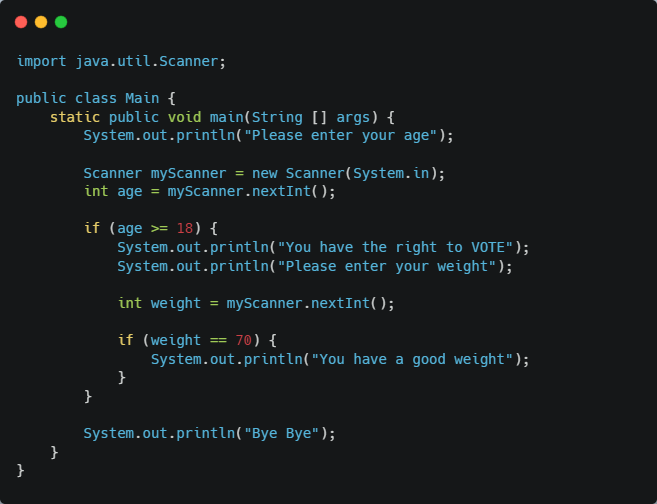 import java.util.Scanner;

public class Main {
    static public void main(String [] args) {
        System.out.println("Please enter your age");

        Scanner myScanner = new Scanner(System.in);
        int age = myScanner.nextInt();

        if (age >= 18) {
            System.out.println("You have the right to VOTE");
            System.out.println("Please enter your weight");

            int weight = myScanner.nextInt();

            if (weight == 70) {
                System.out.println("You have a good weight");
            }
        }

        System.out.println("Bye Bye");
    }
}